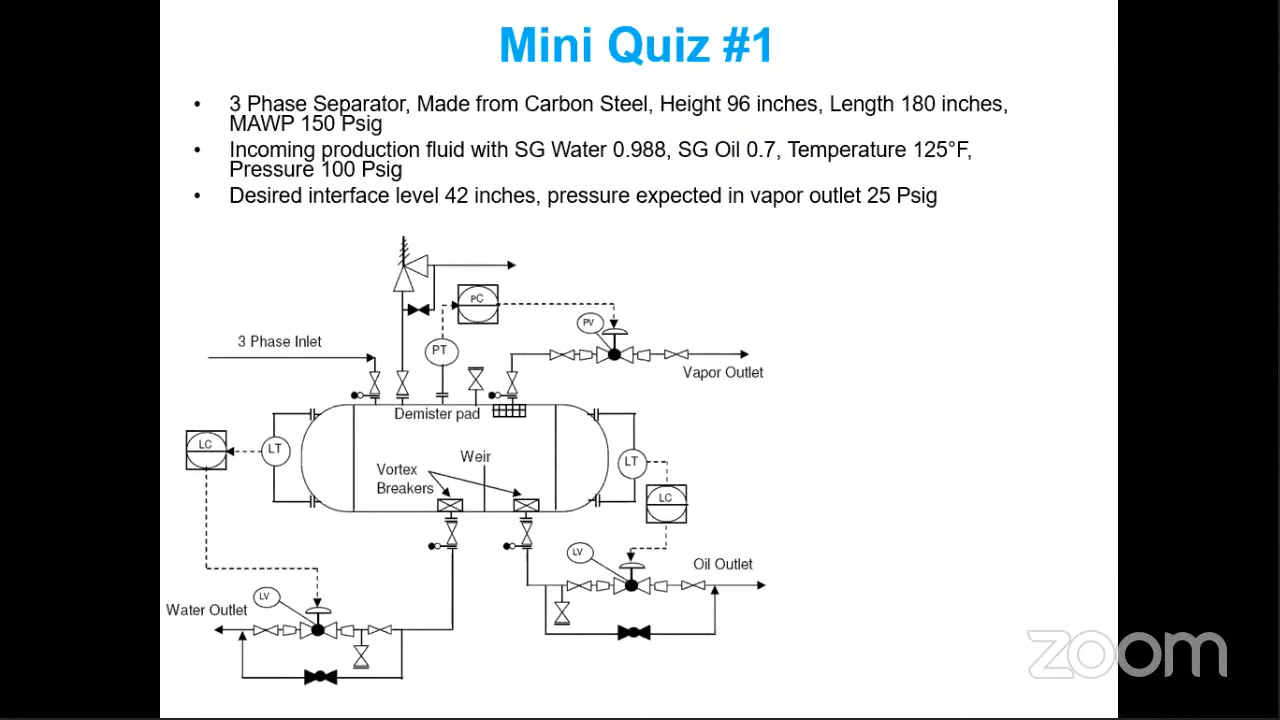 Mini Quiz #1
• 3 Phase Separator, Made from Carbon Steel, Height 96 inches, Length 180 inches,
MAWP 150 Psig
• Incoming production fluid with SG Water 0.988, SG Oil 0.7, Temperature 125°F,
Pressure 100 Psig
• Desired interface level 42 inches, pressure expected in vapor outlet 25 Psig
PC
PV
3 Phase Inlet
PT
Vapor Outlet
Demister pad
LC
LT
Weir
LT
Vortex
Breakers
LC
LV
Oil Outlet
LV
Water Outlet
zoom